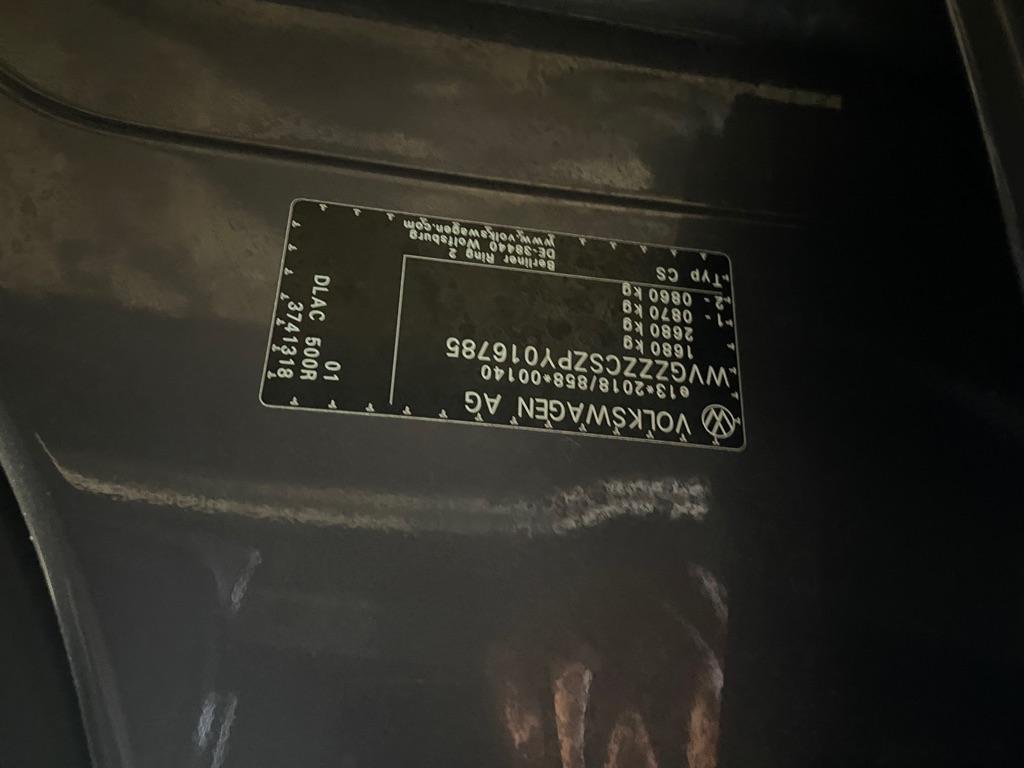 VOLKSWAGEN AG
e13*2018/858*00140
WVGZZZCSZPY016785
1680 kg
2680 kg
1- 0870 kg
2- 0860 kg
Typ CS
Berliner Ring 2
DE-38440 Wolfsburg
www.volkswagen.com
01
3741318
DLAC 500R